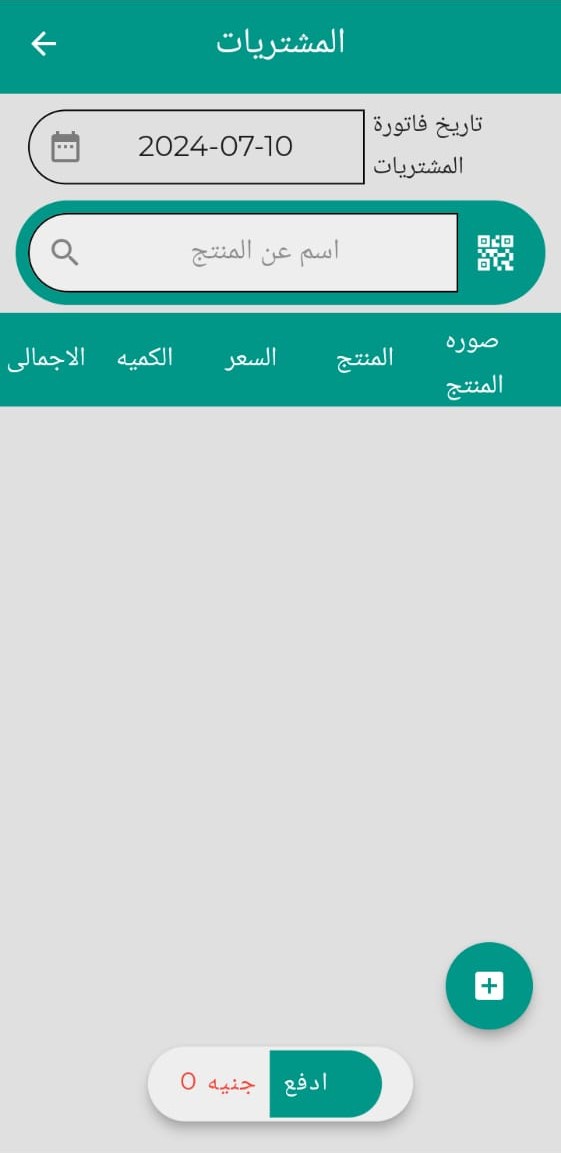 المشتريات
تاريخ فاتورة
المشتريات
2024-07-10
اسم عن المنتج
صوره
المنتج
المنتج
السعر
الكميه
الاجمالى
ادفع
جنيه 0